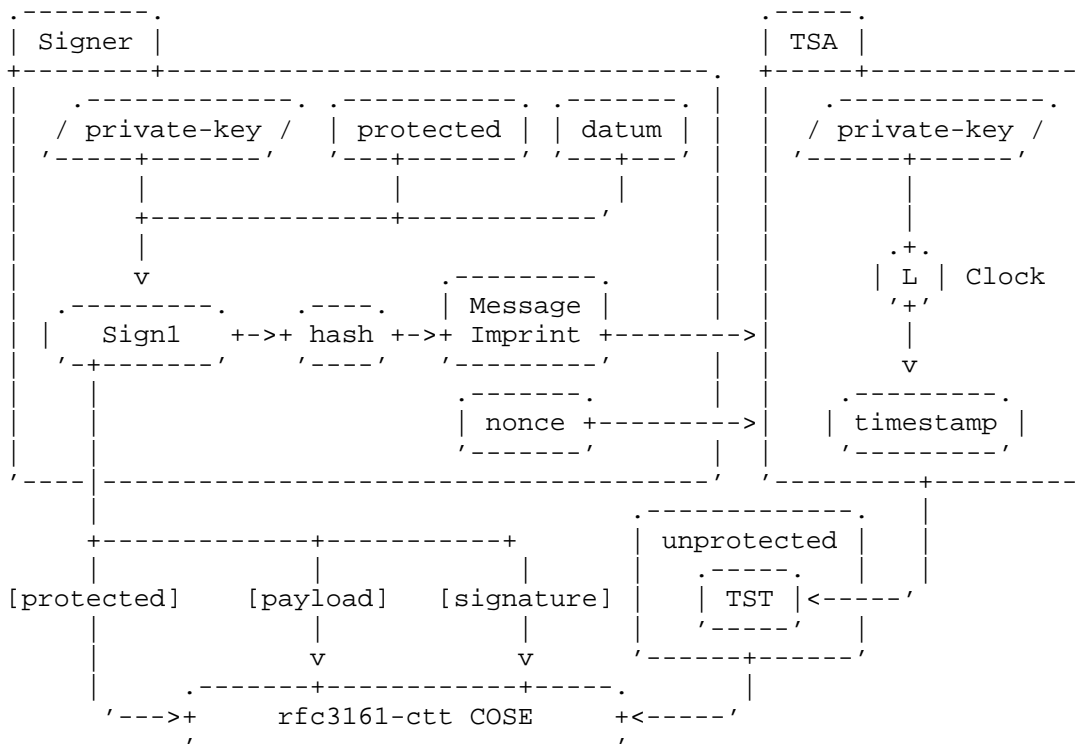 Signer TSA
private-key protected datum private-key
L Clock
Message
Sign1 hash Imprint
nonce timestamp
unprotected
[protected] [payload] [signature] TST
rfc3161-ctt COSE